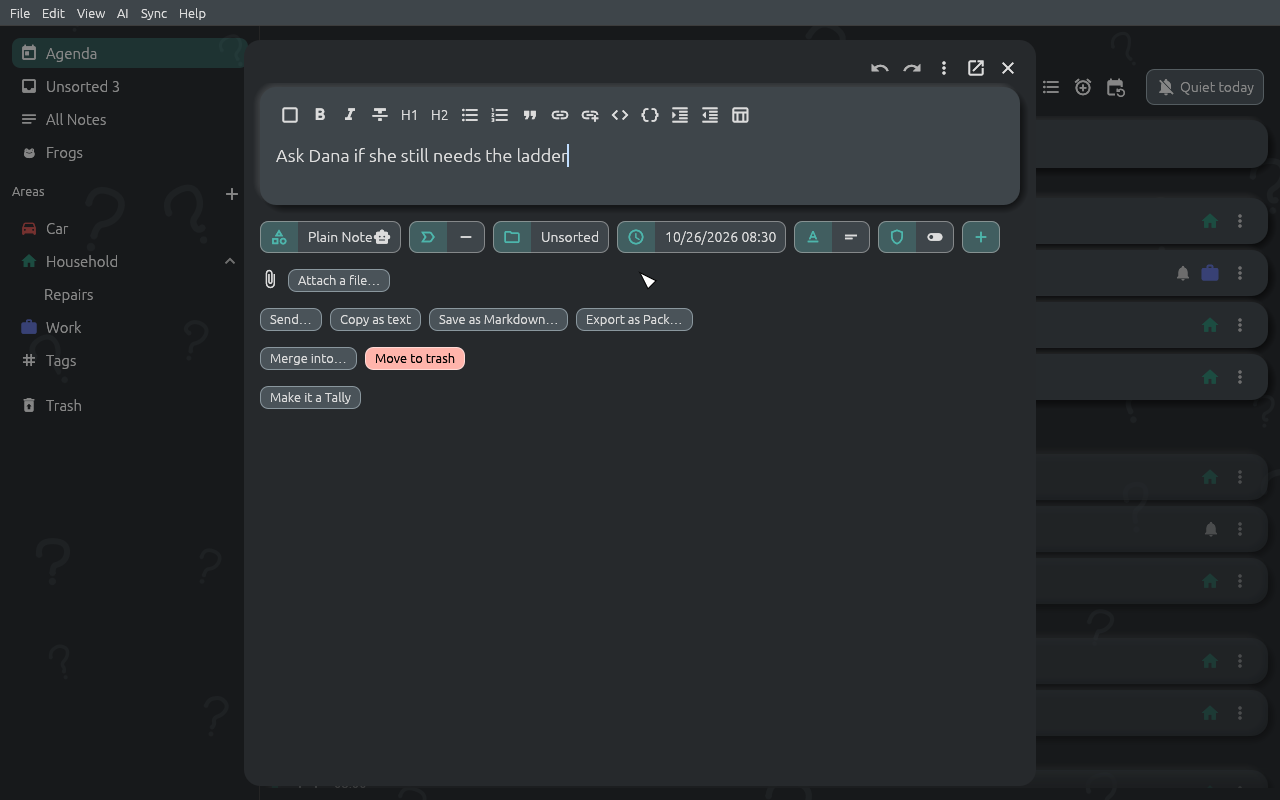 File Edit View AI Sync Help
Agenda
Unsorted 3
All Notes
Frogs
Areas
Car
Household
Repairs
Work
Tags
Trash
Quiet today
B I H1 H2
Ask Dana if she still needs the ladder
Plain Note
Unsorted
10/26/2026 08:30
Attach a file...
Send...
Copy as text
Save as Markdown...
Export as Pack...
Merge into...
Move to trash
Make it a Tally